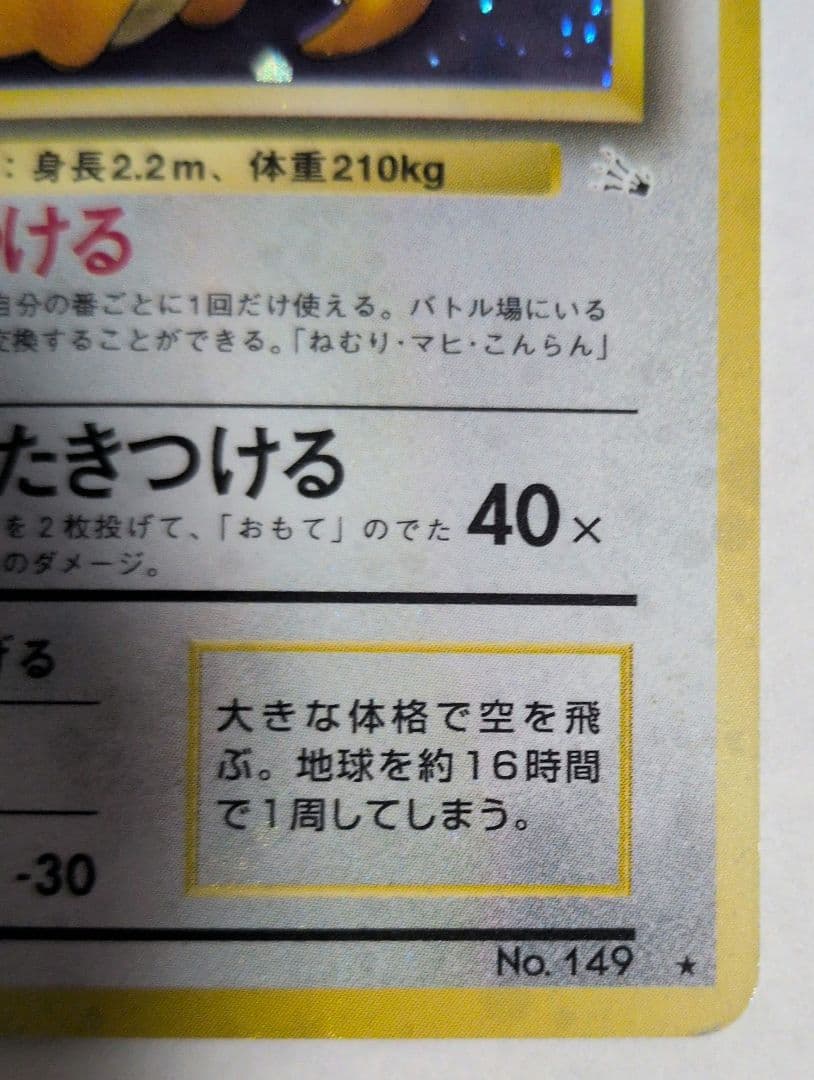 : 身長2.2m、体重210kg
つける
自分の番ごとに1回だけ使える。バトル場にいる
交換することができる。「ねむり・マヒ・こんらん」
たきつける
を2枚投げて、「おもて」のでた
40×
のダメージ。
げる
大きな体格で空を飛
ぶ。地球を約16時間
で1周してしまう。
-30
No. 149 ★